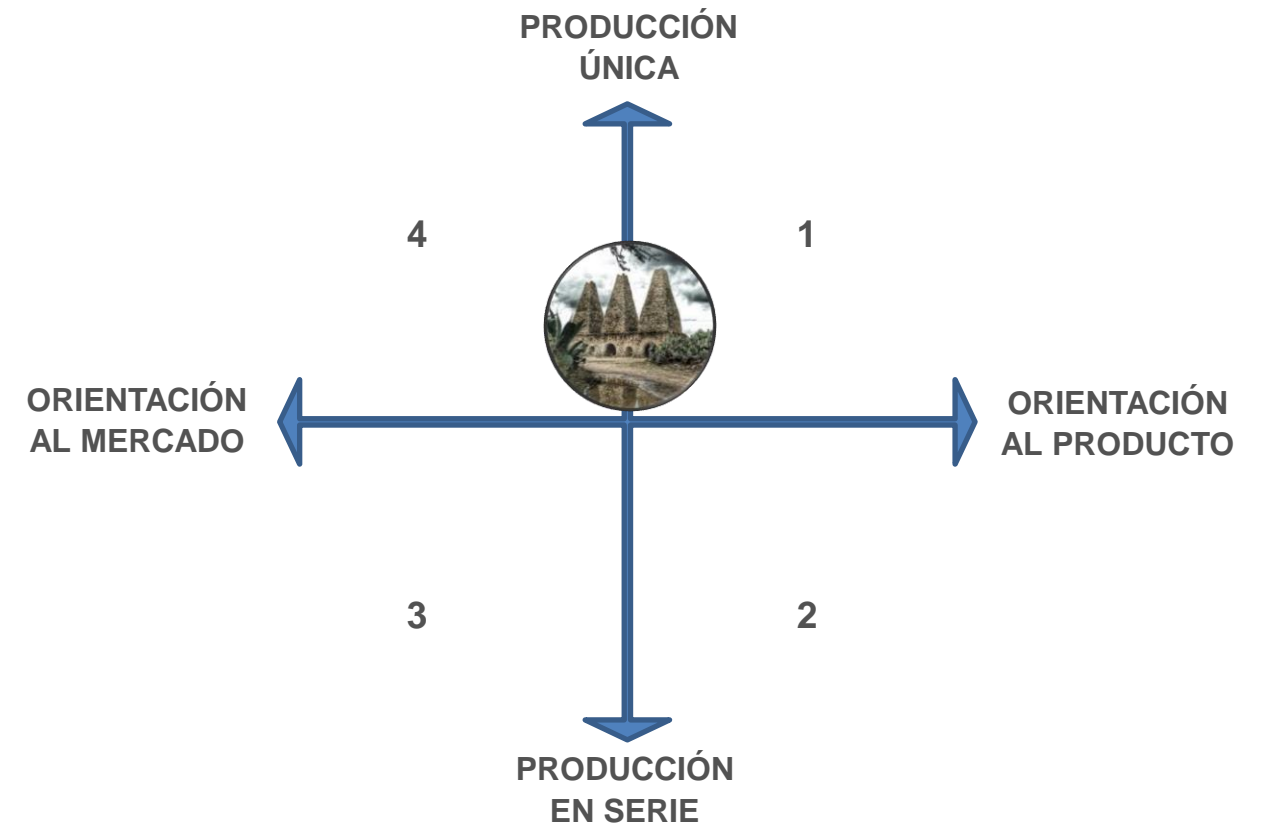 PRODUCCIÓN
ÚNICA
4
1
ORIENTACIÓN
AL MERCADO
ORIENTACIÓN
AL PRODUCTO
3
2
PRODUCCIÓN
EN SERIE